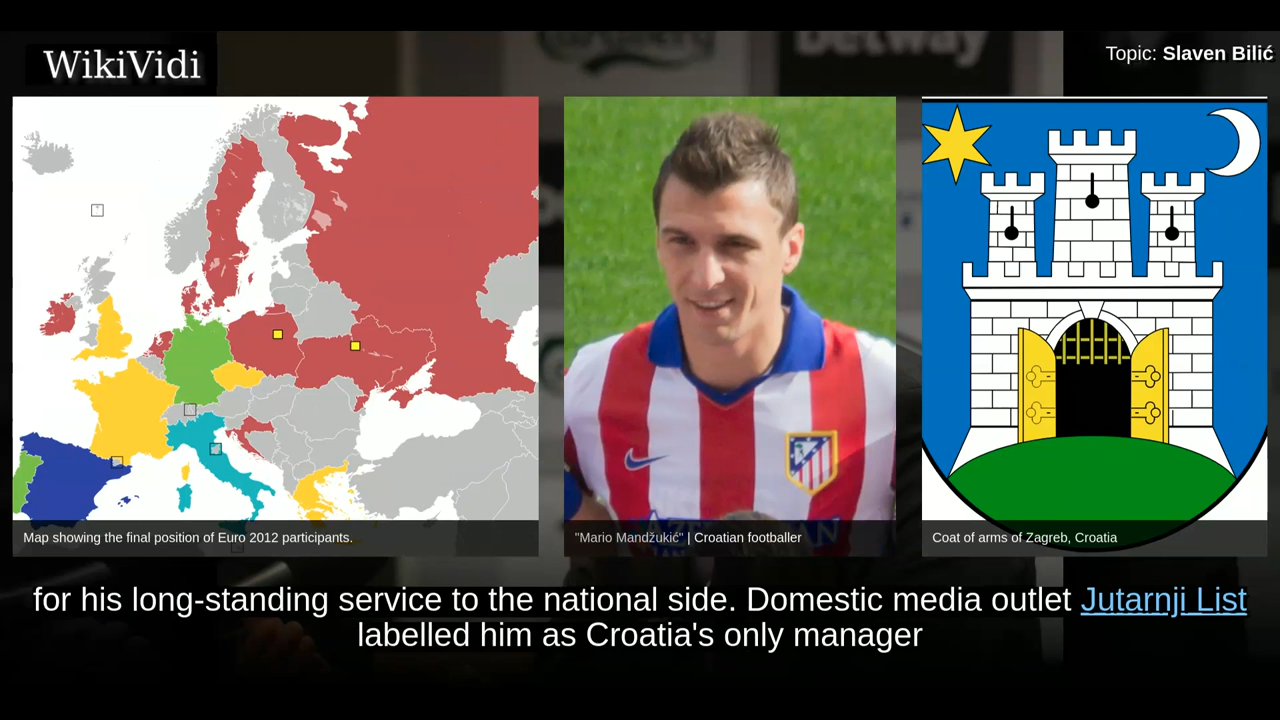 betway
WikiVidi
Topic: Slaven Bilić
Map showing the final position of Euro 2012 participants.
"Mario Mandžukić" | Croatian footballer
Coat of arms of Zagreb, Croatia
for his long-standing service to the national side. Domestic media outlet Jutarnji List
labelled him as Croatia's only manager